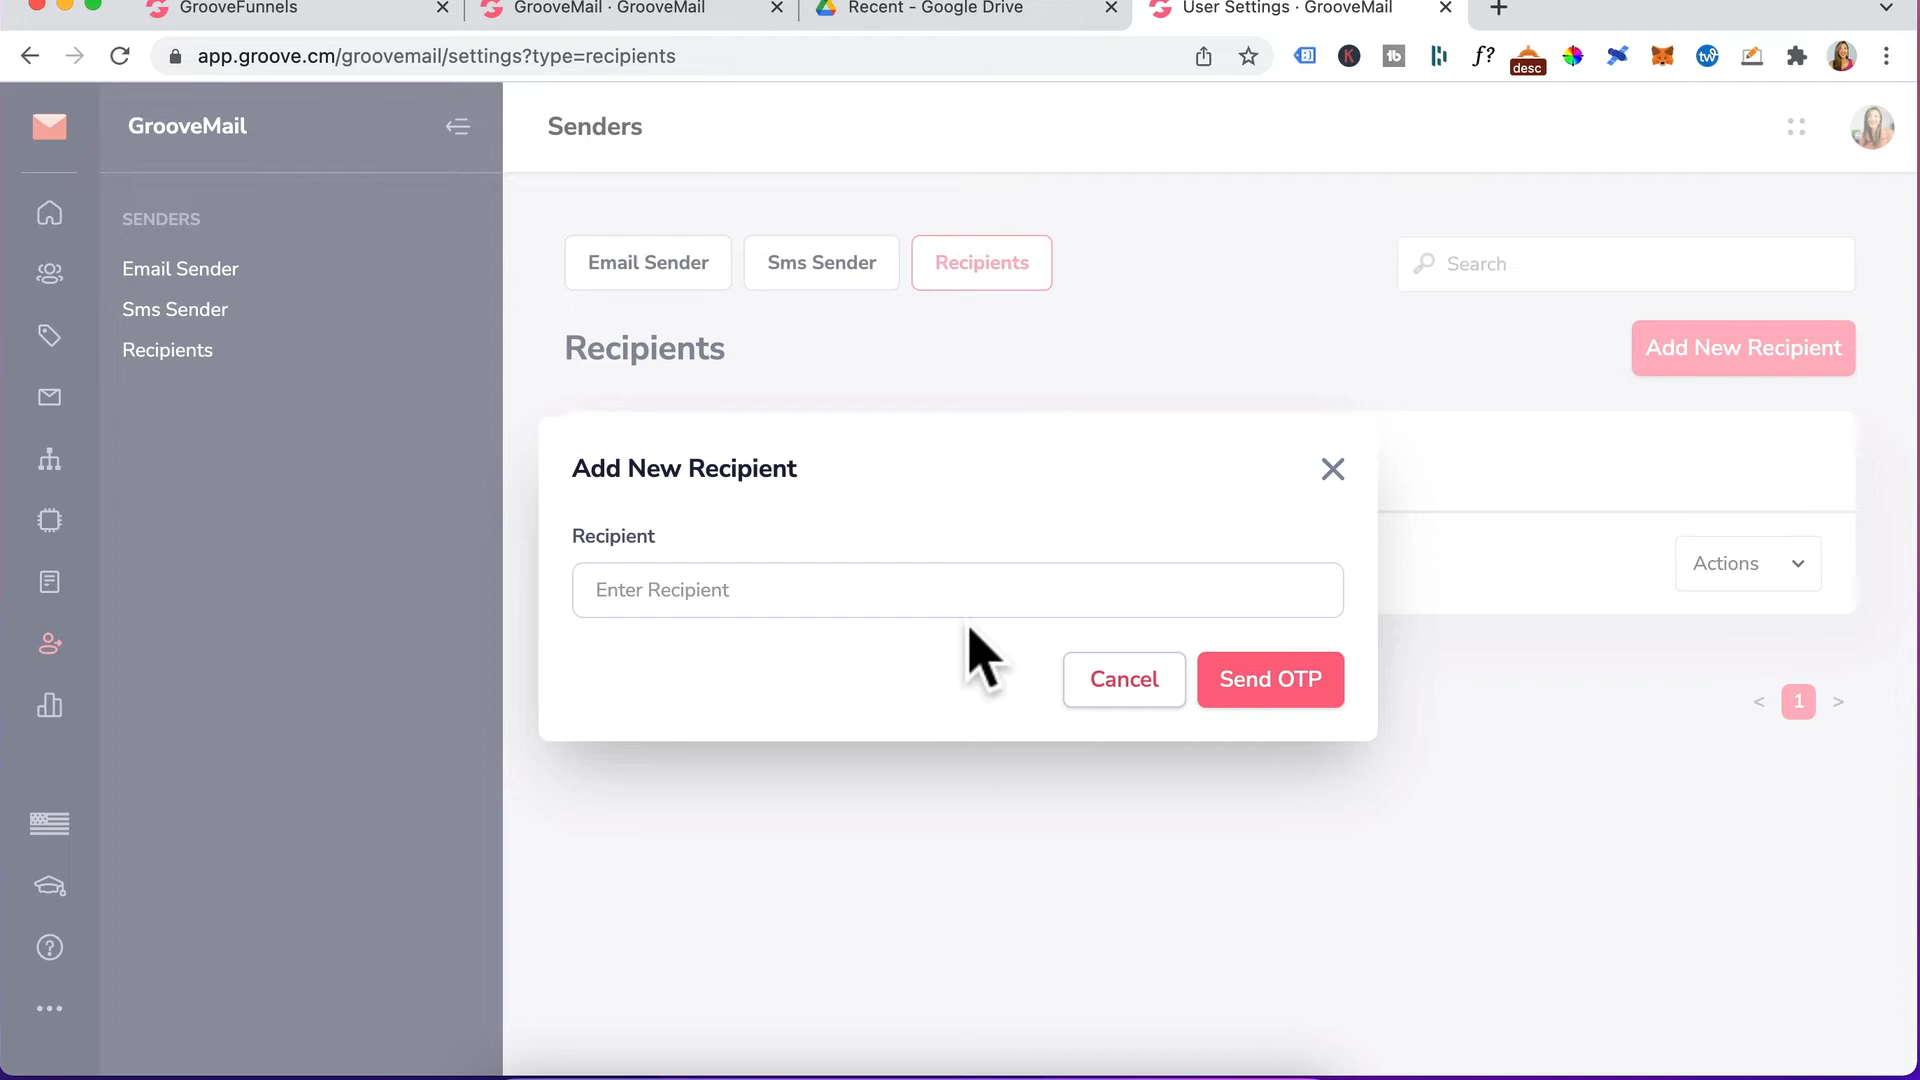 GrooveFunnels
GrooveMail · GrooveMail
Recent - Google Drive
User Settings · GrooveMail
app.groove.cm/groovemail/settings?type=recipients
K
tb
f?
desc
tw
GrooveMail
Senders
SENDERS
Email Sender
Sms Sender
Recipients
Email Sender
Sms Sender
Recipients
Search
Recipients
Add New Recipient
Add New Recipient
Recipient
Enter Recipient
Cancel
Send OTP
Actions
< 1 >